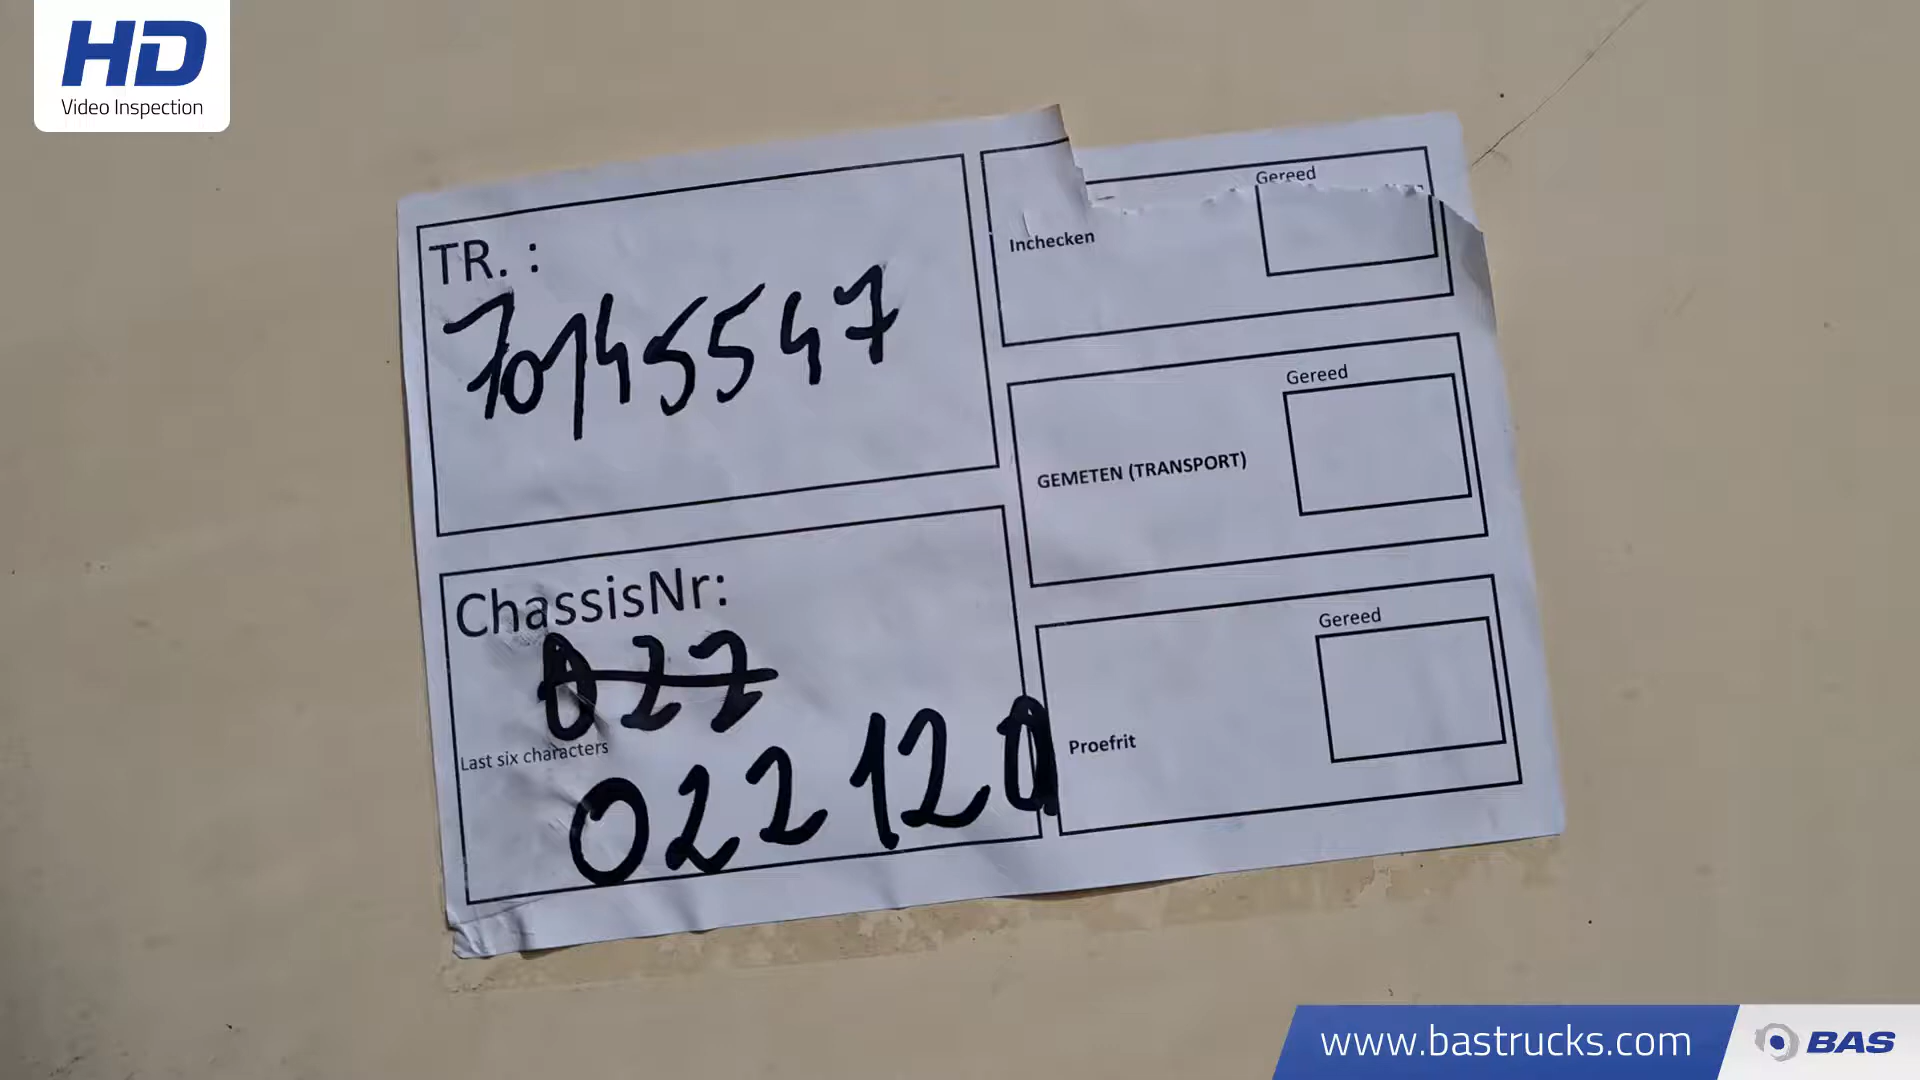 HD
Video Inspection
TR. :
70145547
ChassisNr:
022
Last six characters
022120
Gereed
Inchecken
Gereed
GEMETEN (TRANSPORT)
Gereed
Proefrit
www.bastrucks.com
BAS